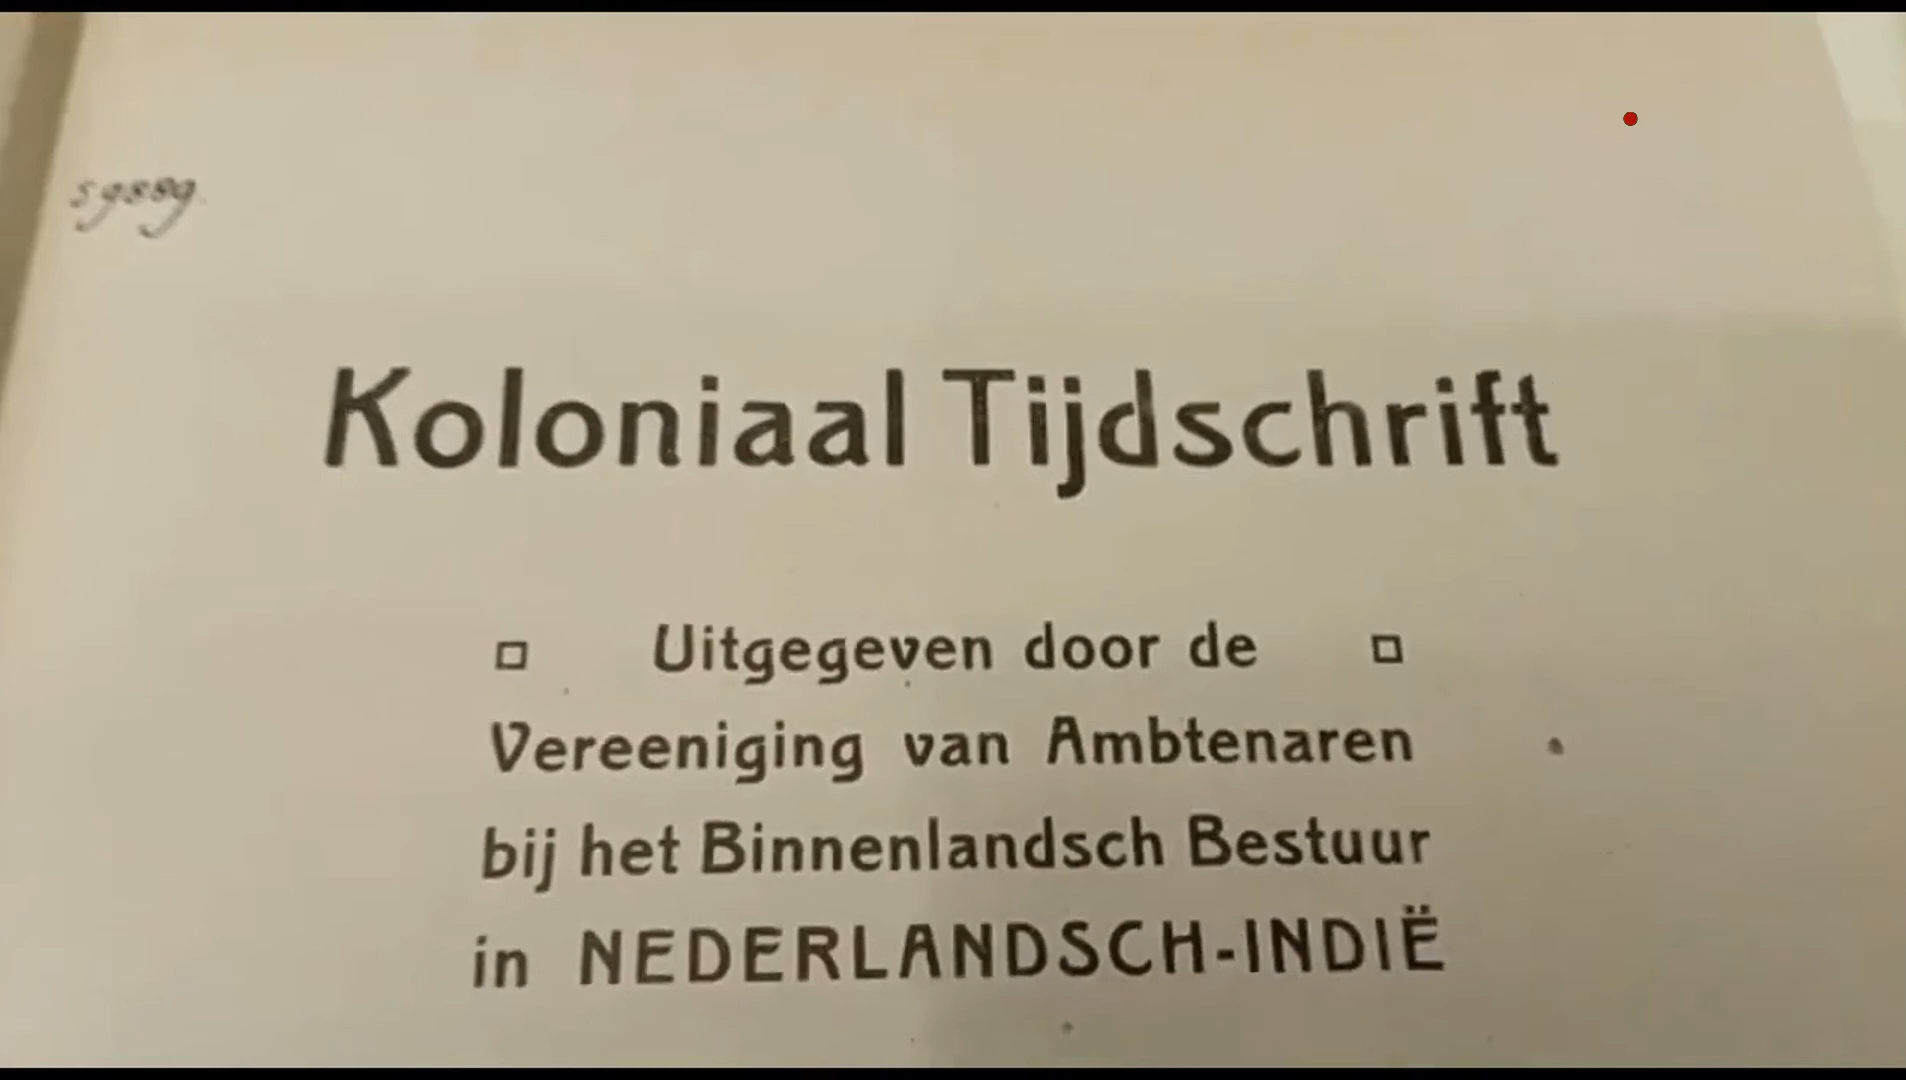 59889.
Koloniaal Tijdschrift
Uitgegeven door de
Vereeniging van Ambtenaren
bij het Binnenlandsch Bestuur
in NEDERLANDSCH-INDIË